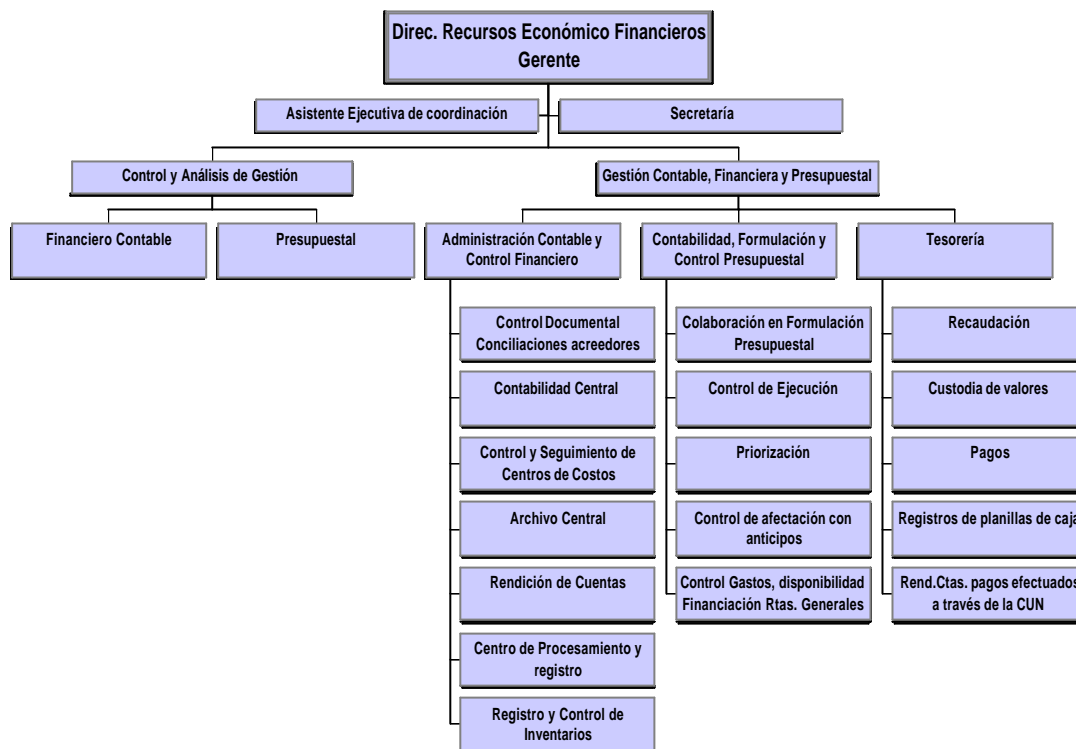 Direc. Recursos Económico Financieros
Gerente
Asistente Ejecutiva de coordinación
Secretaría
Control y Análisis de Gestión
Gestión Contable, Financiera y Presupuestal
Financiero Contable
Presupuestal
Administración Contable y
Control Financiero
Contabilidad, Formulación y
Control Presupuestal
Tesorería
Control Documental
Conciliaciones acreedores
Contabilidad Central
Control y Seguimiento de
Centros de Costos
Archivo Central
Rendición de Cuentas
Centro de Procesamiento y
registro
Registro y Control de
Inventarios
Colaboración en Formulación
Presupuestal
Control de Ejecución
Priorización
Control de afectación con
anticipos
Control Gastos, disponibilidad
Financiación Rtas. Generales
Recaudación
Custodia de valores
Pagos
Registros de planillas de caja
Rend.Ctas. pagos efectuados
a través de la CUN